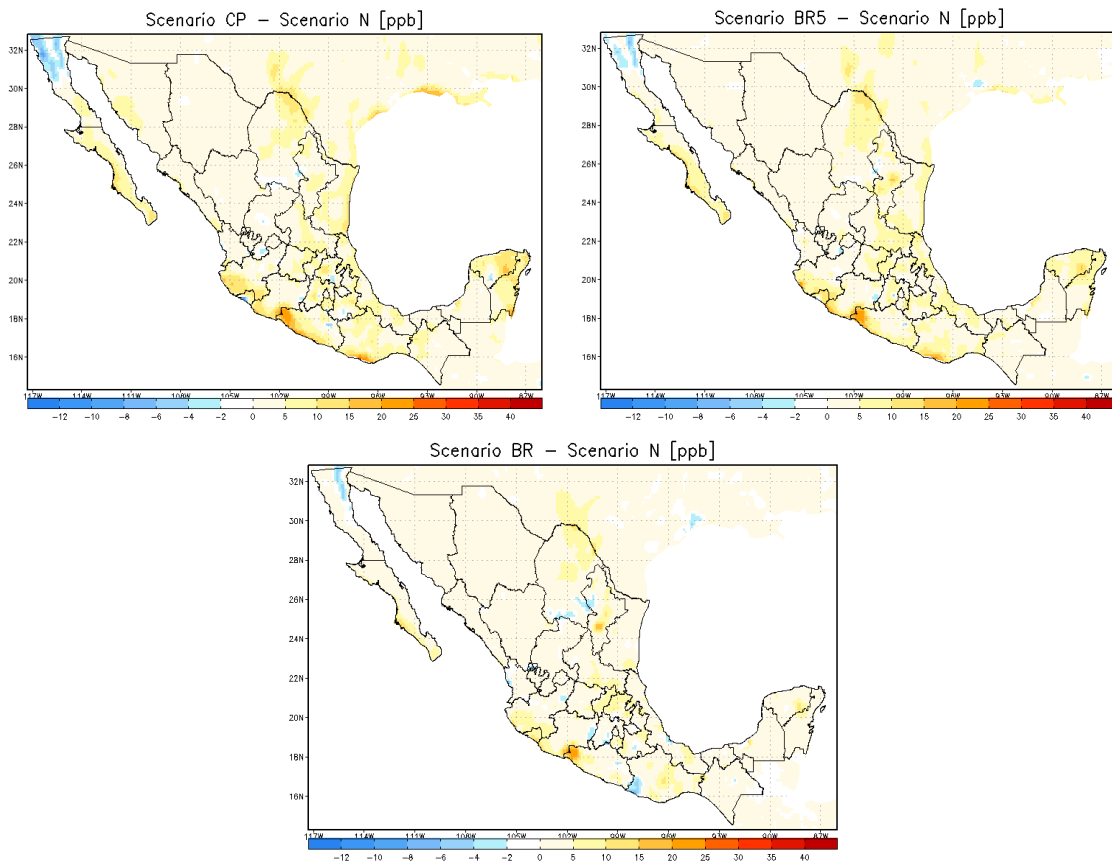 Scenario CP − Scenario N [ppb]
32N
30N
28N
26N
24N
22N
20N
18N
16N
117W 114W 111W 108W 105W 102W 99W 96W 93W 90W 87W
−12 −10 −8 −6 −4 −2 0 5 10 15 20 25 30 35 40
Scenario BR5 − Scenario N [ppb]
32N
30N
28N
26N
24N
22N
20N
18N
16N
117W 114W 111W 108W 105W 102W 99W 96W 93W 90W 87W
−12 −10 −8 −6 −4 −2 0 5 10 15 20 25 30 35 40
Scenario BR − Scenario N [ppb]
32N
30N
28N
26N
24N
22N
20N
18N
16N
117W 114W 111W 108W 105W 102W 99W 96W 93W 90W 87W
−12 −10 −8 −6 −4 −2 0 5 10 15 20 25 30 35 40